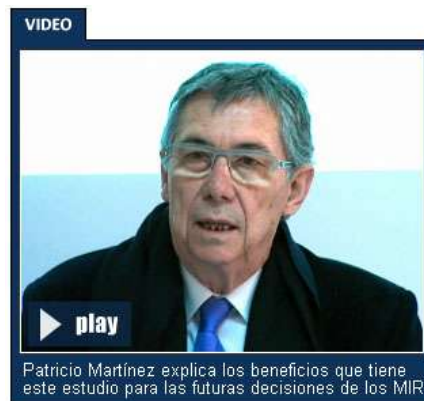 VIDEO
play
Patricio Martínez explica los beneficios que tiene
este estudio para las futuras decisiones de los MIR